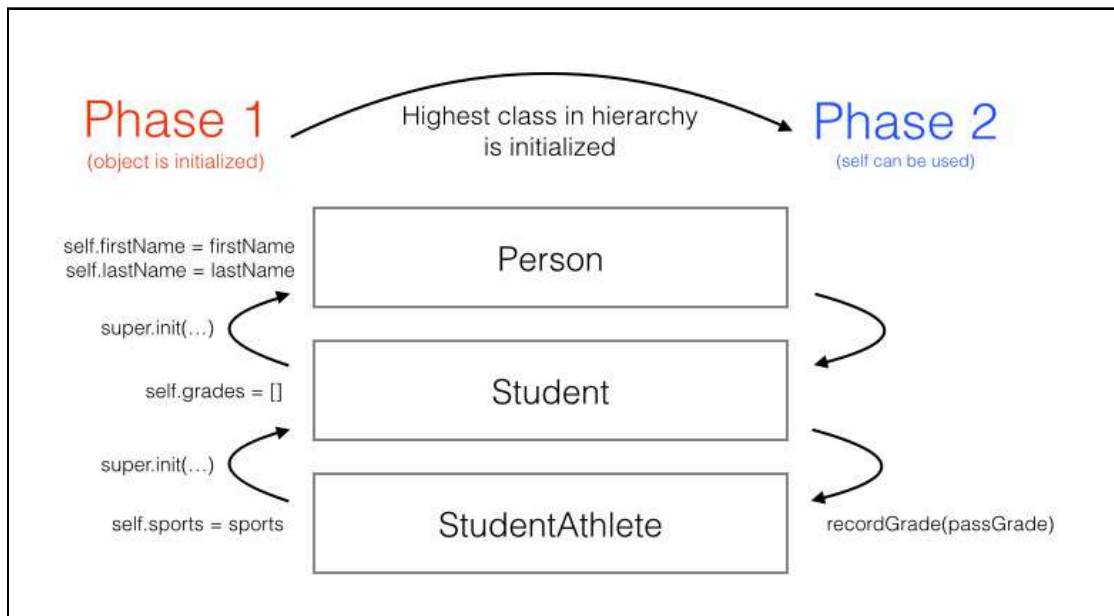 Phase 1
(object is initialized)
Highest class in hierarchy
is initialized
Phase 2
(self can be used)
self.firstName = firstName
self.lastName = lastName
Person
super.init(…)
self.grades = []
Student
super.init(…)
self.sports = sports
StudentAthlete
recordGrade(passGrade)